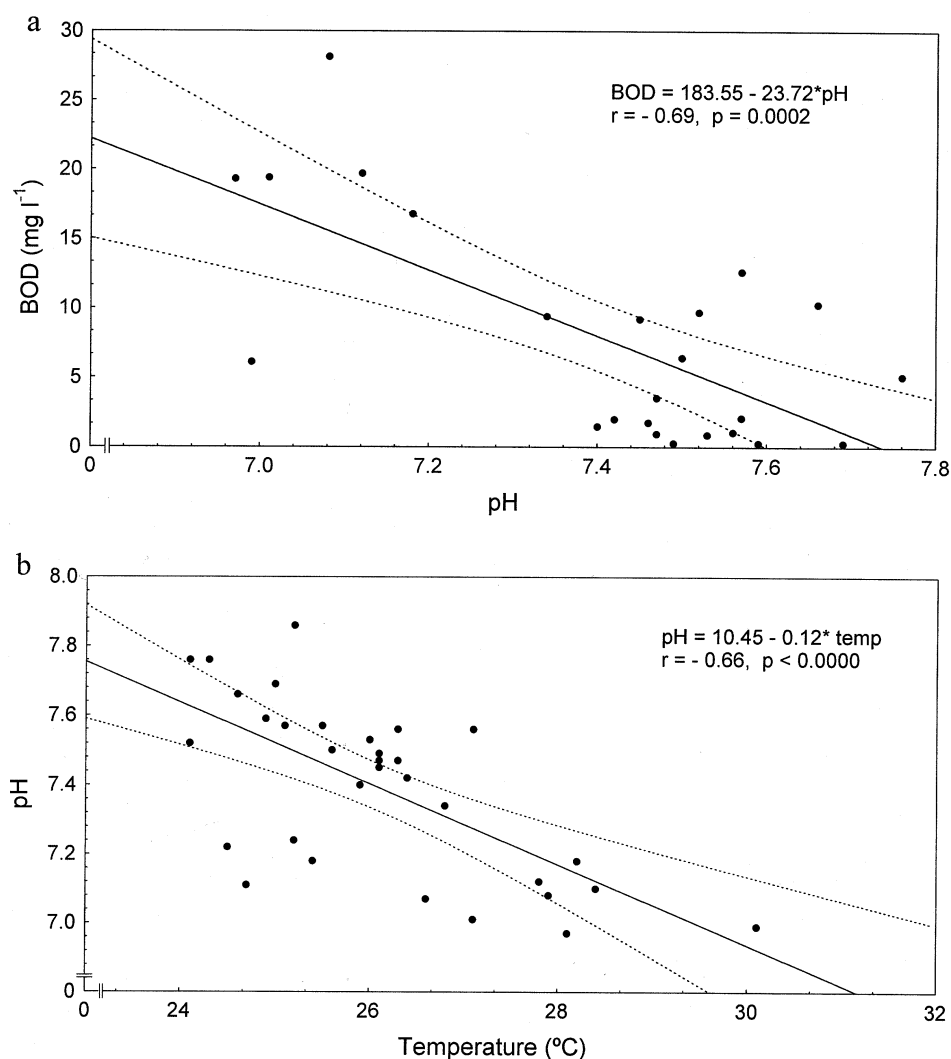 a
30
25
20
15
10
5
0
BOD (mg l⁻¹)
BOD = 183.55 - 23.72*pH
r = - 0.69, p = 0.0002
0 7.0 7.2 7.4 7.6 7.8
pH
b
8.0
7.8
7.6
7.4
7.2
7.0
0
pH
pH = 10.45 - 0.12* temp
r = - 0.66, p < 0.0000
0 24 26 28 30 32
Temperature (ºC)